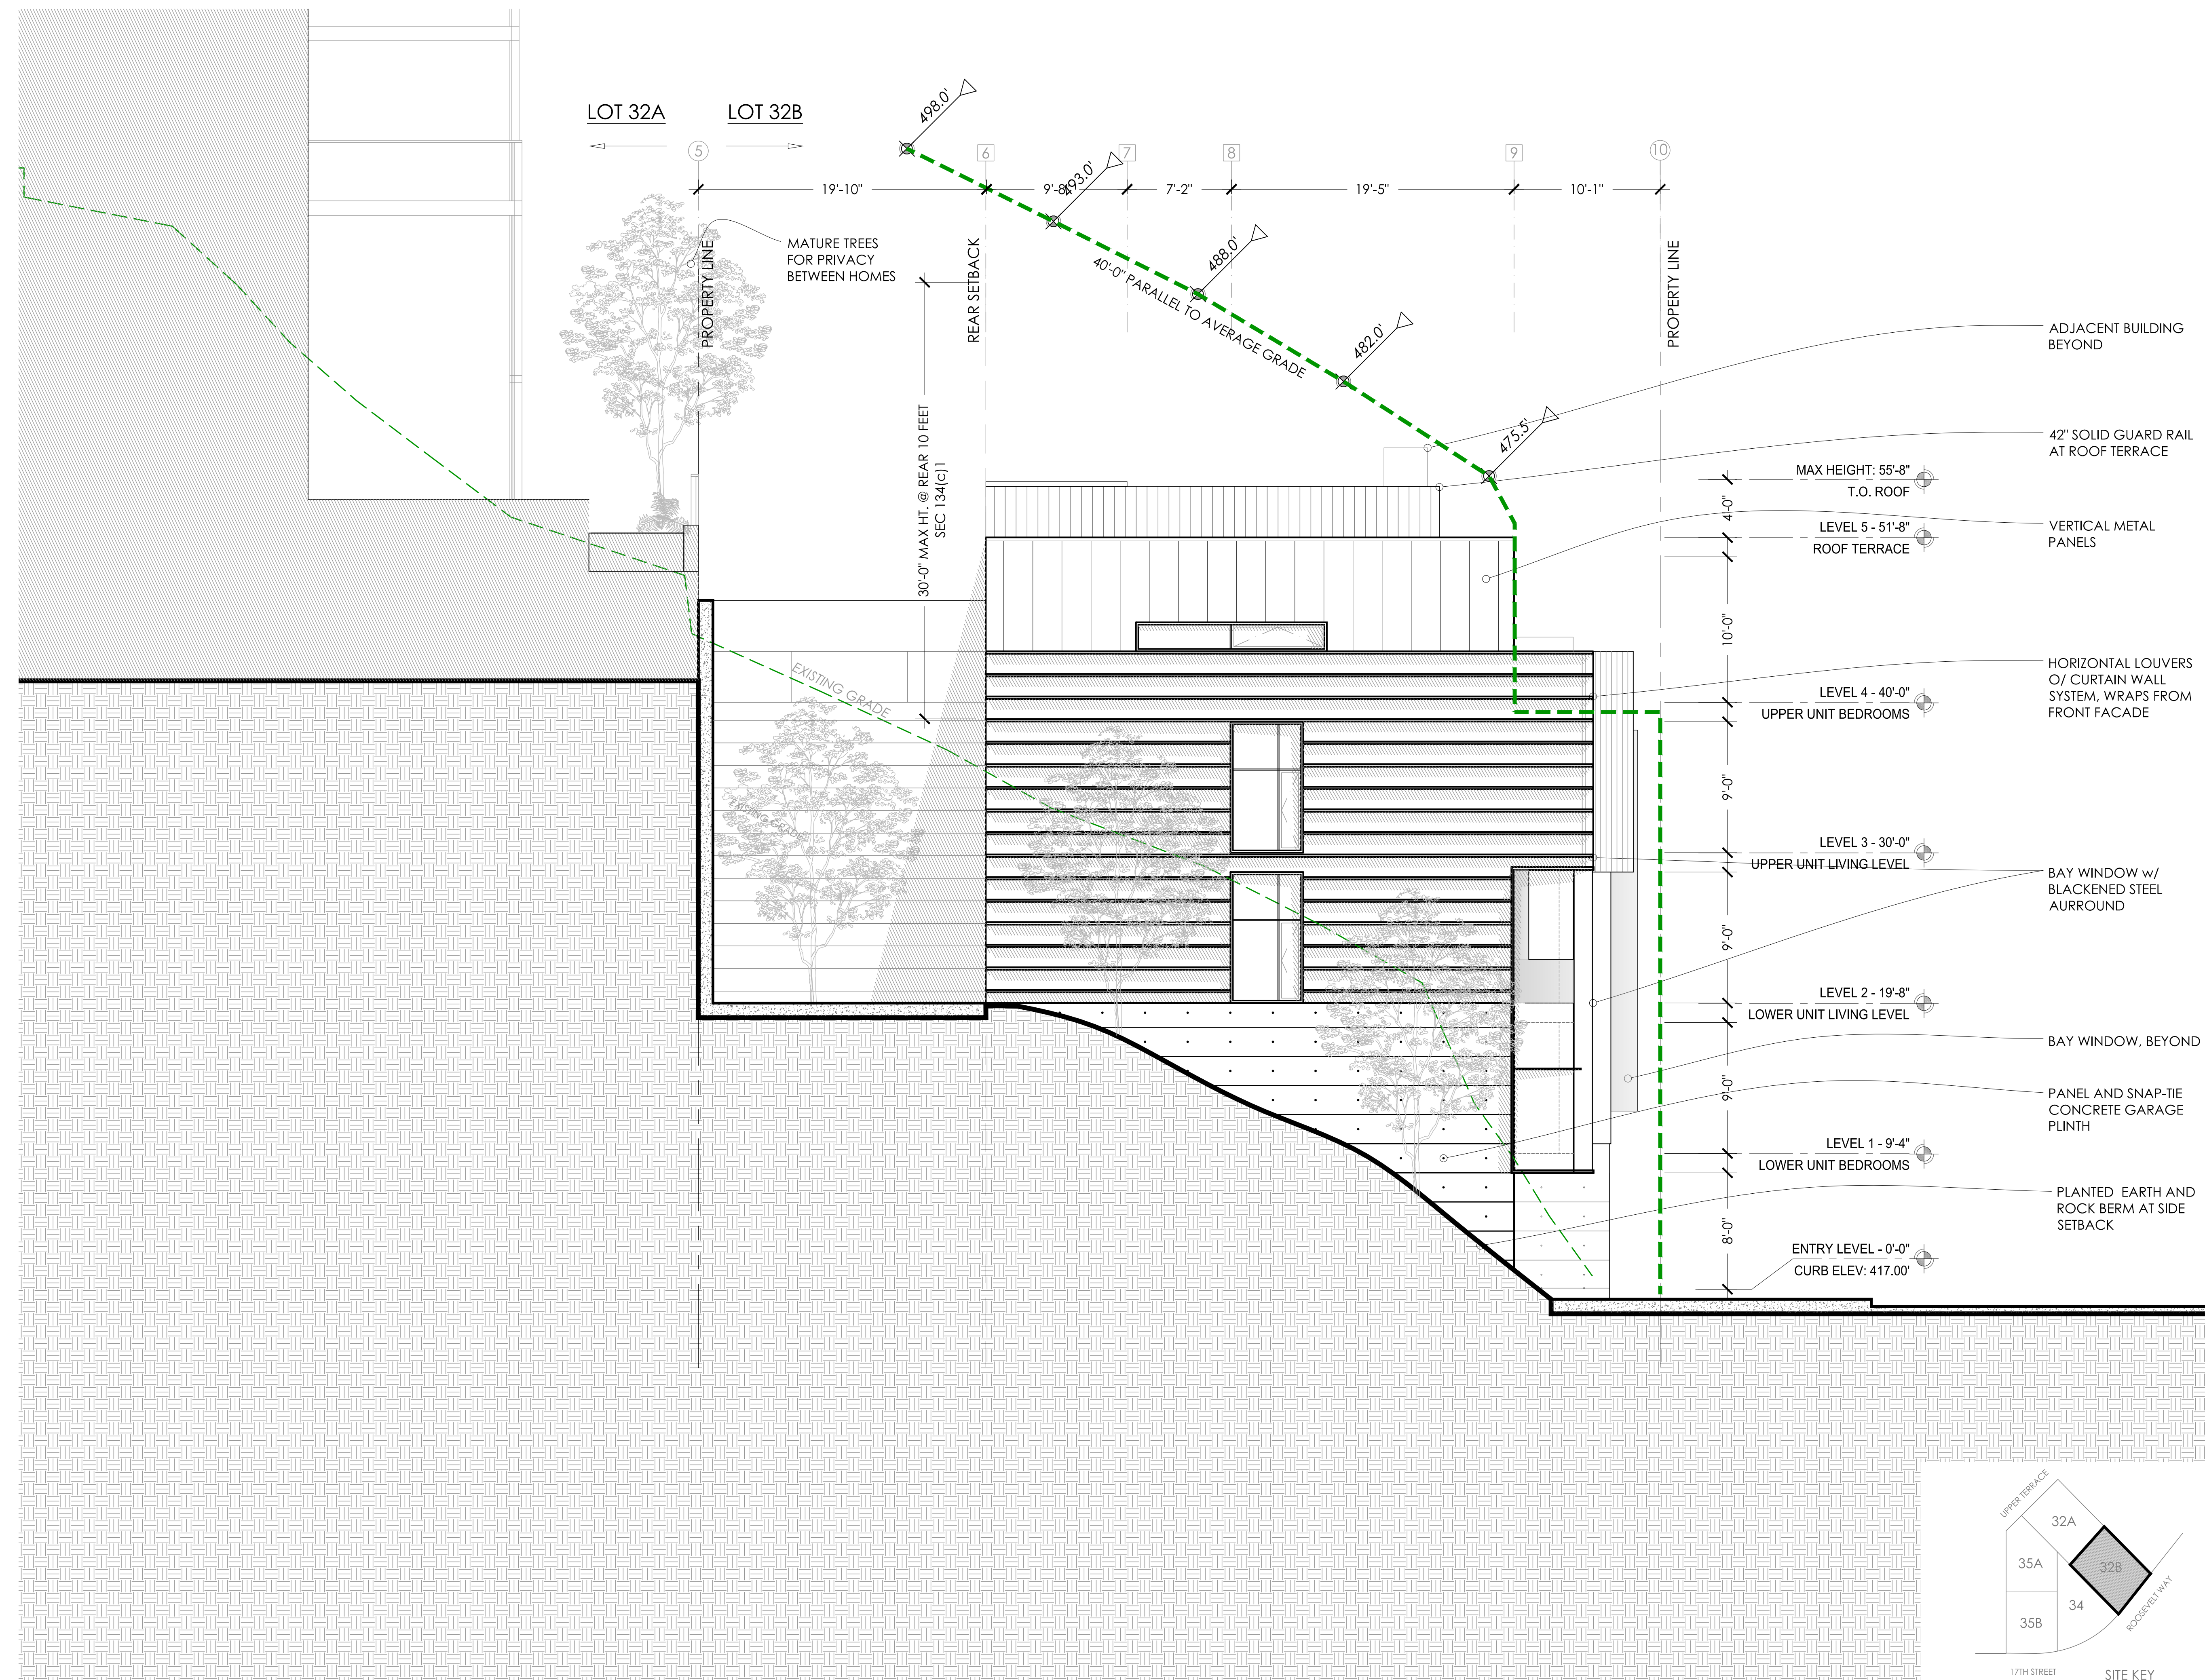 LOT 32A
LOT 32B
498.0'
493.0'
488.0'
482.0'
475.5'
5
6
7
8
9
10
19'-10"
9'-8"
7'-2"
19'-5"
10'-1"
MATURE TREES
FOR PRIVACY
BETWEEN HOMES
PROPERTY LINE
REAR SETBACK
PROPERTY LINE
40'-0" PARALLEL TO AVERAGE GRADE
30'-0" MAX HT. @ REAR 10 FEET
SEC 134(c)1
EXISTING GRADE
EXISTING GRADE
MAX HEIGHT: 55'-8"
T.O. ROOF
LEVEL 5 - 51'-8"
ROOF TERRACE
LEVEL 4 - 40'-0"
UPPER UNIT BEDROOMS
LEVEL 3 - 30'-0"
UPPER UNIT LIVING LEVEL
LEVEL 2 - 19'-8"
LOWER UNIT LIVING LEVEL
LEVEL 1 - 9'-4"
LOWER UNIT BEDROOMS
ENTRY LEVEL - 0'-0"
CURB ELEV: 417.00'
4'-0"
10'-0"
9'-0"
9'-0"
9'-0"
8'-0"
ADJACENT BUILDING
BEYOND
42" SOLID GUARD RAIL
AT ROOF TERRACE
VERTICAL METAL
PANELS
HORIZONTAL LOUVERS
O/ CURTAIN WALL
SYSTEM, WRAPS FROM
FRONT FACADE
BAY WINDOW w/
BLACKENED STEEL
AURROUND
BAY WINDOW, BEYOND
PANEL AND SNAP-TIE
CONCRETE GARAGE
PLINTH
PLANTED EARTH AND
ROCK BERM AT SIDE
SETBACK
UPPER TERRACE
32A
35A
32B
34
35B
ROOSEVELT WAY
17TH STREET
SITE KEY